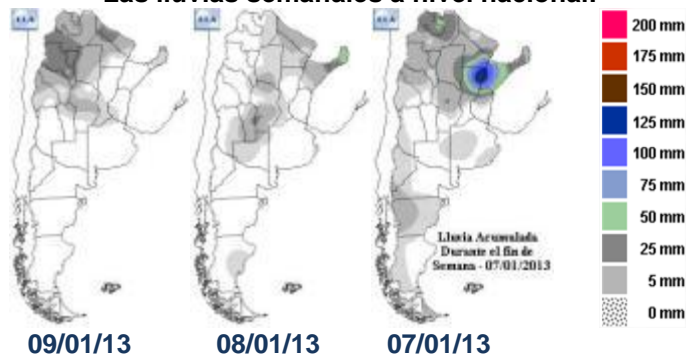 Las lluvias semanales a nivel nacional.
200 mm
175 mm
150 mm
125 mm
100 mm
75 mm
50 mm
25 mm
5 mm
0 mm
Lluvia Acumulada
Durante el fin de
Semana - 07/01/2013
09/01/13
08/01/13
07/01/13